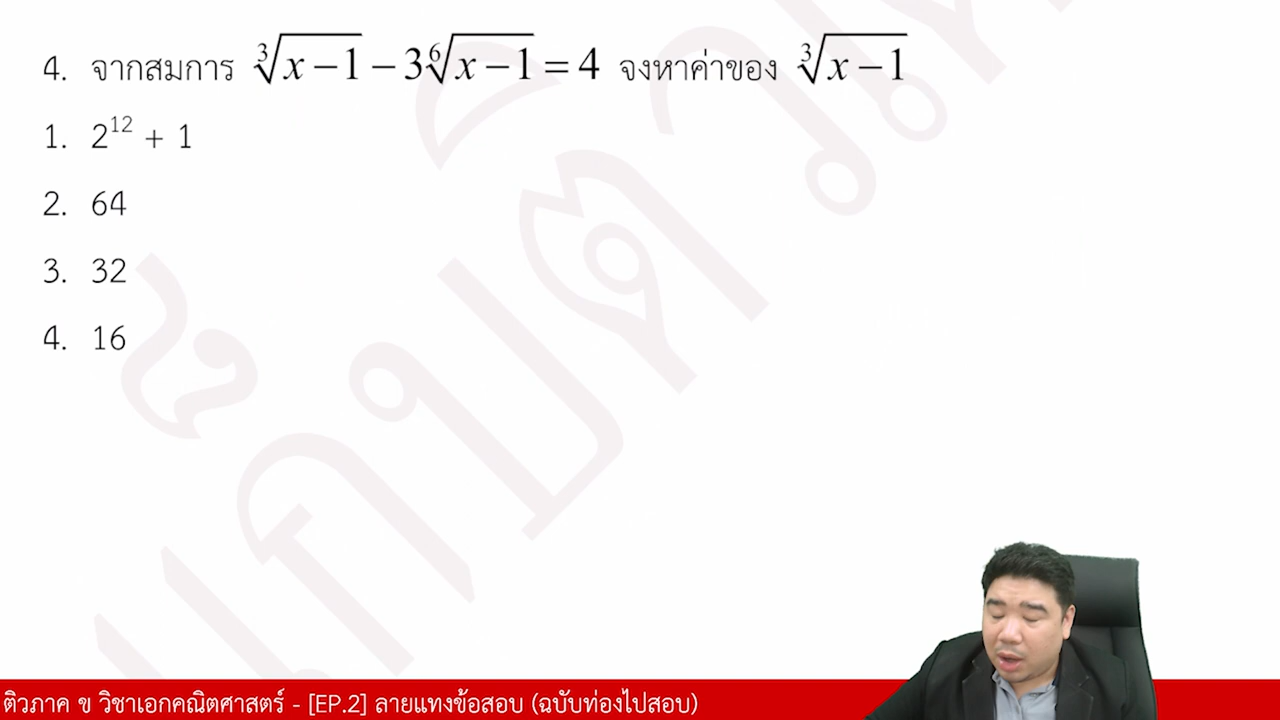 4. จากสมการ ∛(x−1) − 3⁶√(x−1) = 4 จงหาค่าของ ∛(x−1)
1. 2¹² + 1
2. 64
3. 32
4. 16
ติวภาค ข วิชาเอกคณิตศาสตร์ - [EP.2] ลายแทงข้อสอบ (ฉบับท่องไปสอบ)